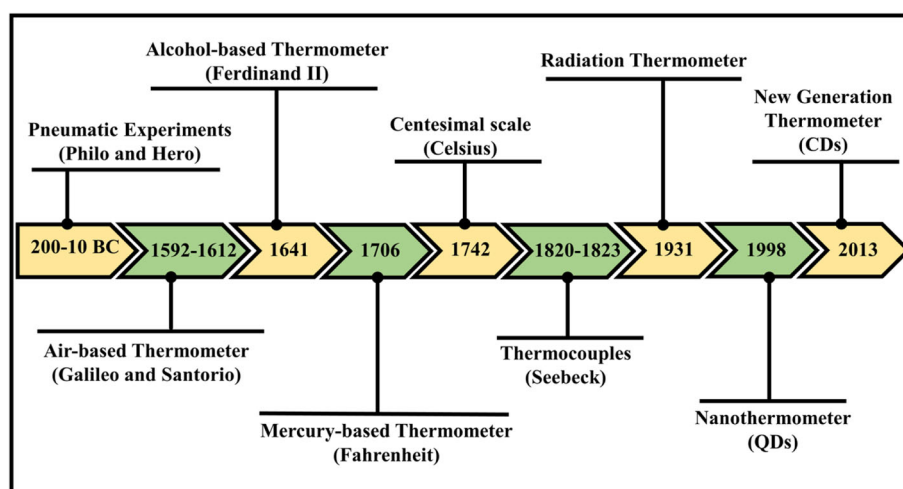 Alcohol-based Thermometer
(Ferdinand II)
Radiation Thermometer
New Generation
Thermometer
(CDs)
Pneumatic Experiments
(Philo and Hero)
Centesimal scale
(Celsius)
200-10 BC
1592-1612
1641
1706
1742
1820-1823
1931
1998
2013
Air-based Thermometer
(Galileo and Santorio)
Thermocouples
(Seebeck)
Mercury-based Thermometer
(Fahrenheit)
Nanothermometer
(QDs)